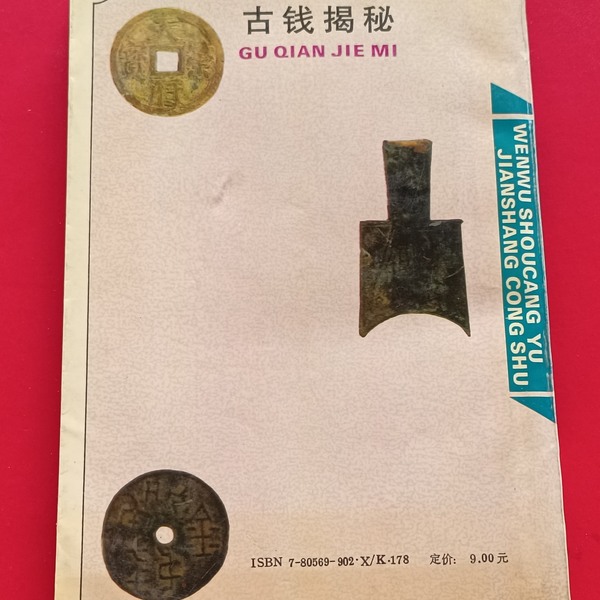 古钱揭秘
GU QIAN JIE MI
WENWU SHOUCANG YU
JIANSHANG CONG SHU
ISBN 7-80569-902·X/K·178 定价: 9.00元